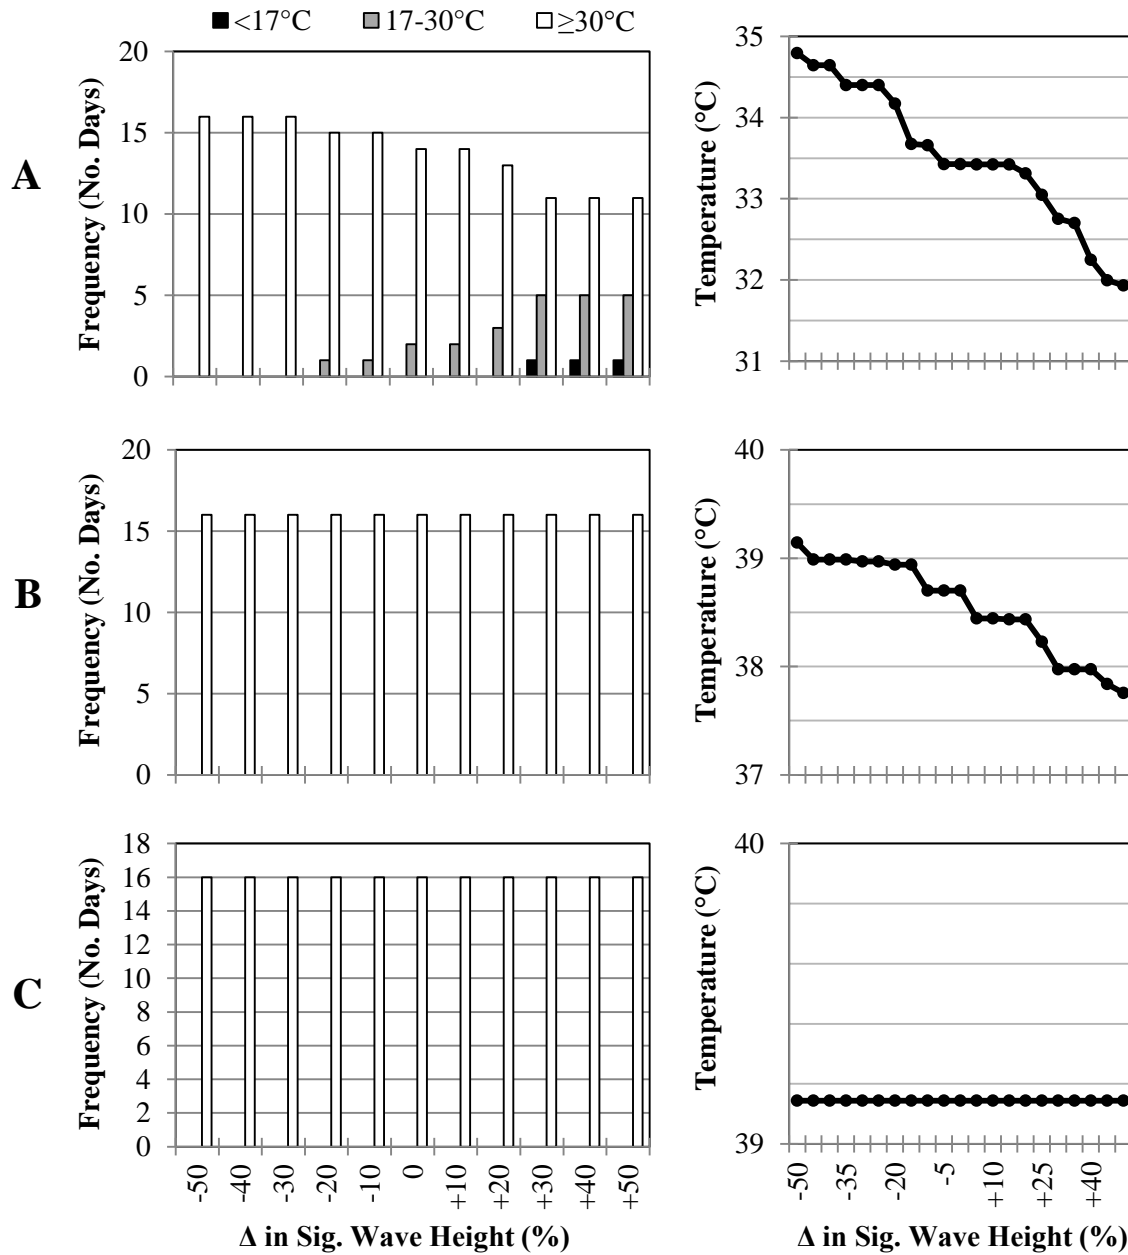 <17°C 17-30°C ≥30°C
A
Frequency (No. Days)
20
15
10
5
0
Temperature (°C)
35
34
33
32
31
B
Frequency (No. Days)
20
15
10
5
0
Temperature (°C)
40
39
38
37
C
Frequency (No. Days)
18
16
14
12
10
8
6
4
2
0
-50 -40 -30 -20 -10 0 +10 +20 +30 +40 +50
Δ in Sig. Wave Height (%)
Temperature (°C)
40
39
-50 -35 -20 -5 +10 +25 +40
Δ in Sig. Wave Height (%)